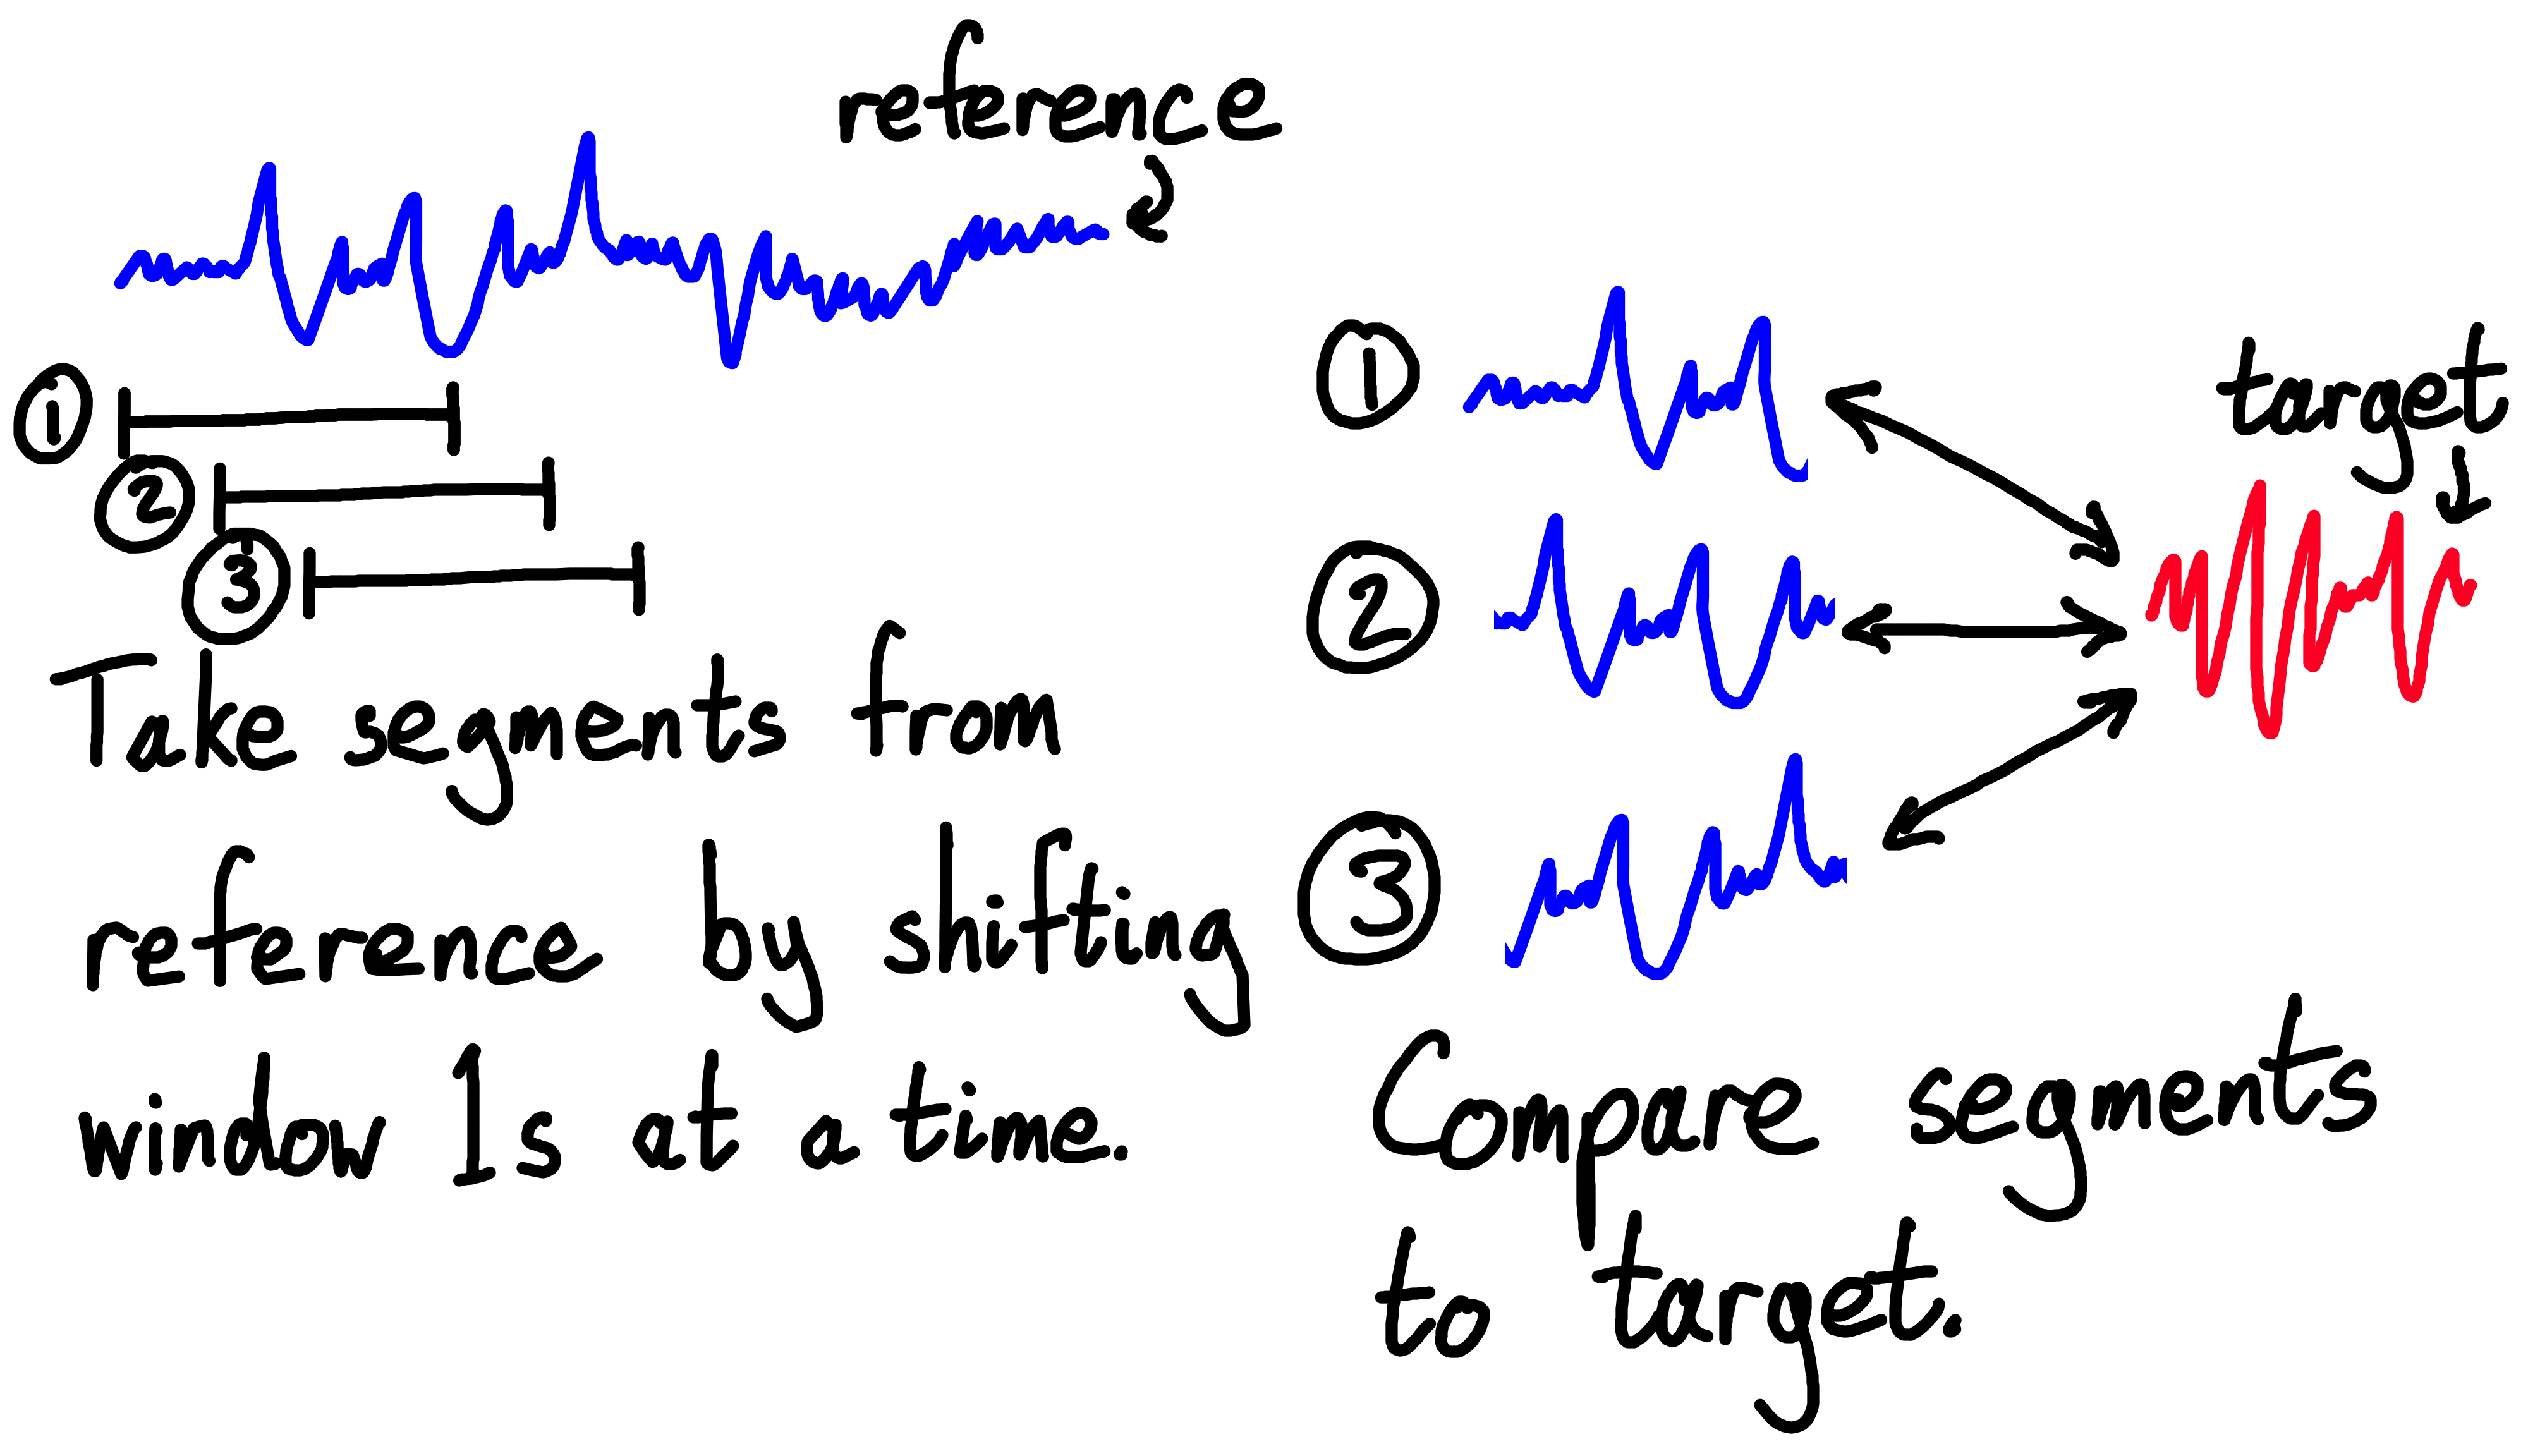 reference
①
②
③
Take segments from
reference by shifting
window 1s at a time.
①
②
③
target
Compare segments
to target.